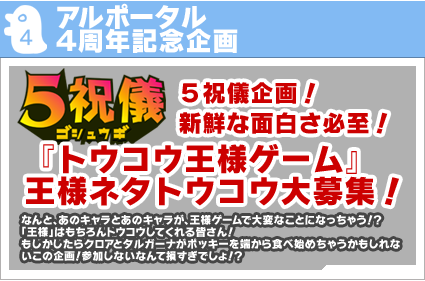 4
アルポータル
4周年記念企画
5祝儀
ゴシュウギ
5祝儀企画!
新鮮な面白さ必至!
『トウコウ王様ゲーム』
王様ネタトウコウ大募集!
なんと、あのキャラとあのキャラが、王様ゲームで大変なことになっちゃう!?
「王様」はもちろんトウコウしてくれる皆さん!
もしかしたらクロアとタルガーナがポッキーを端から食べ始めちゃうかもしれな
いこの企画!参加しないなんて損すぎでしょ!?